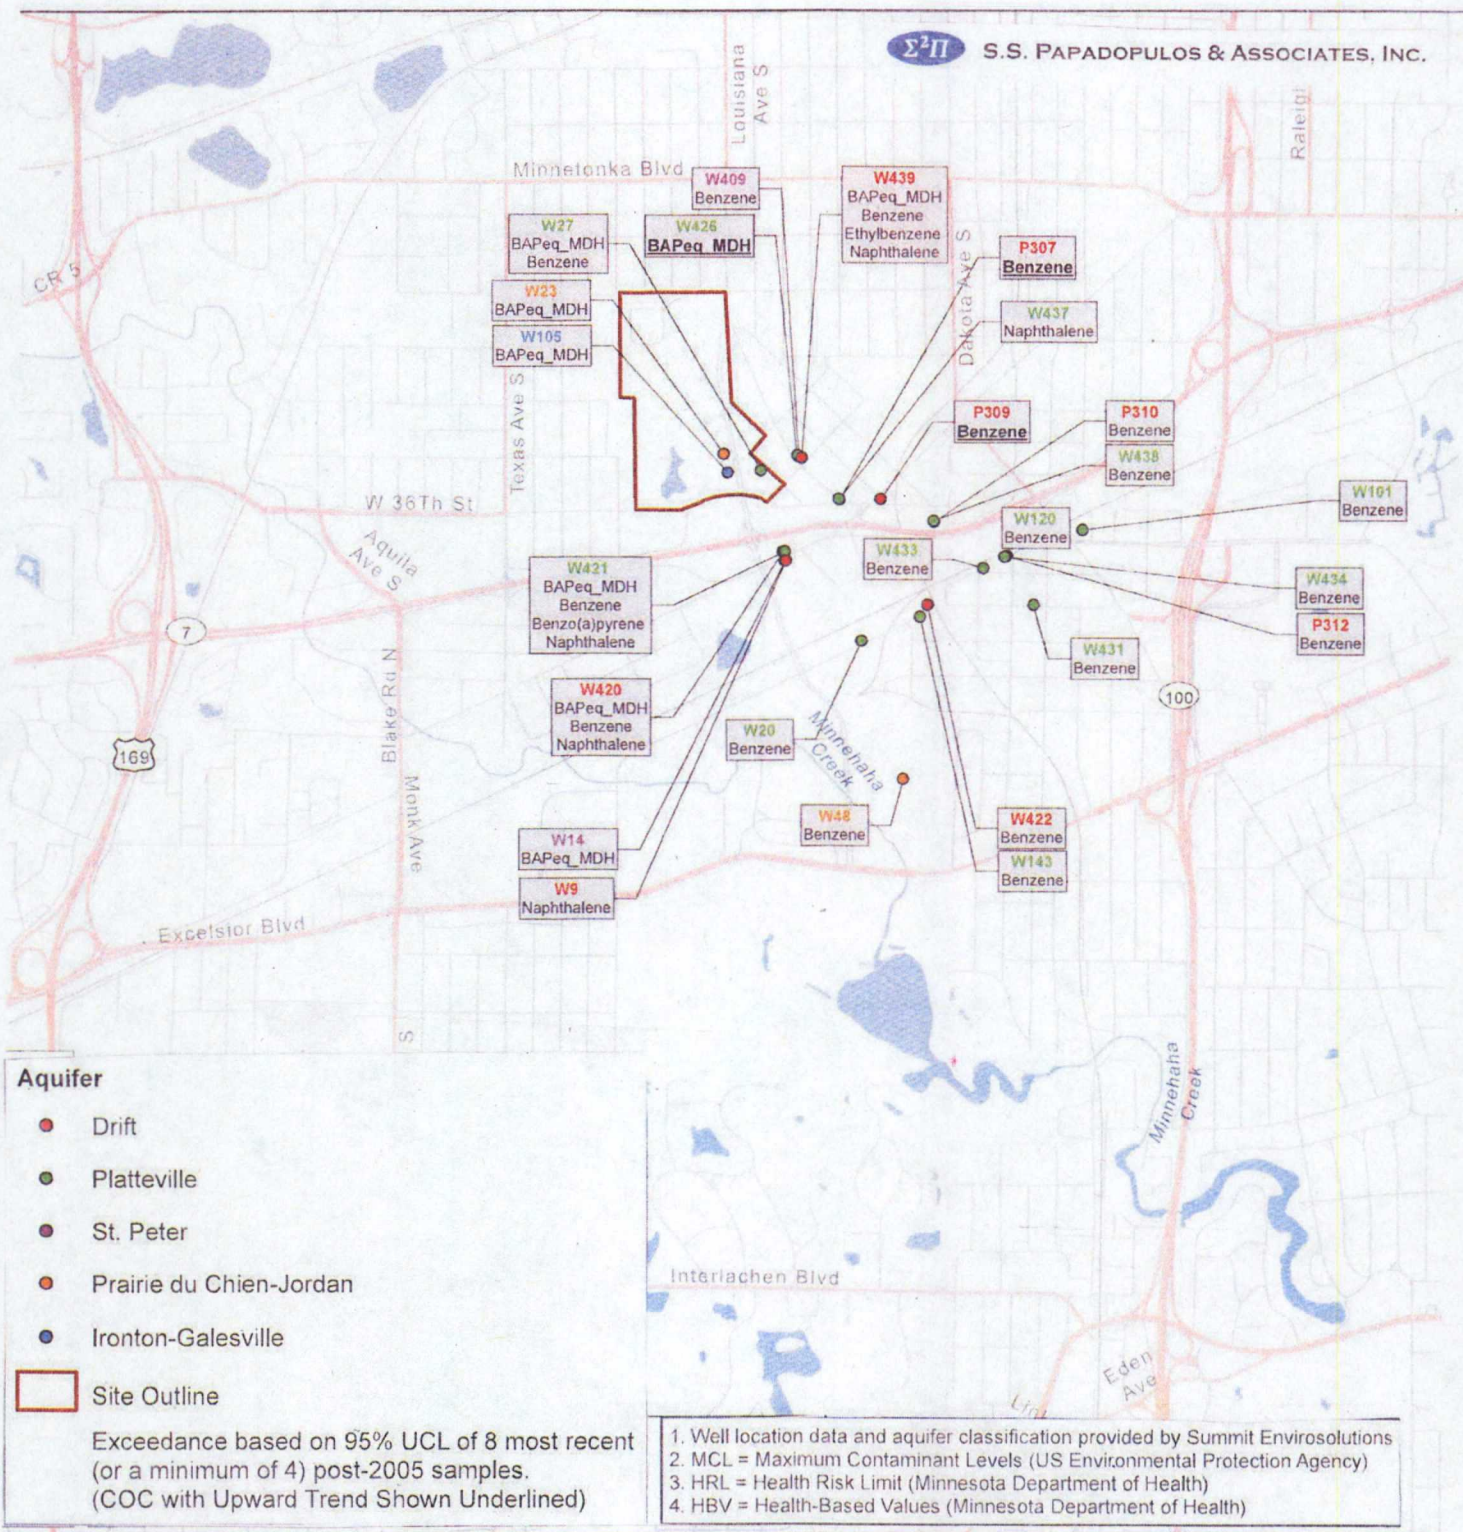 Σ²Π S.S. PAPADOPULOS & ASSOCIATES, INC.
Louisiana
Ave S
Raleigh
Minnetonka Blvd
W409
Benzene
W439
BAPeq_MDH
Benzene
Ethylbenzene
Naphthalene
W27
BAPeq_MDH
Benzene
W426
BAPeq_MDH
Dakota Ave S
P307
Benzene
CR 5
W23
BAPeq_MDH
W437
Naphthalene
W105
BAPeq_MDH
Texas Ave S
P309
Benzene
P310
Benzene
W438
Benzene
W 36Th St
W101
Benzene
W120
Benzene
Aquila
Ave S
W433
Benzene
W421
BAPeq_MDH
Benzene
Benzo(a)pyrene
Naphthalene
W434
Benzene
7
P312
Benzene
W431
Benzene
Blake Rd N
W420
BAPeq_MDH
Benzene
Naphthalene
100
W20
Benzene
Minnehaha
Creek
169
Monk Ave
S
W48
Benzene
W422
Benzene
W14
BAPeq_MDH
W143
Benzene
W9
Naphthalene
Excelsior Blvd
Minnehaha
Creek
Aquifer
Drift
Platteville
St. Peter
Prairie du Chien-Jordan
Interlachen Blvd
Ironton-Galesville
Eden
Ave
Site Outline
Exceedance based on 95% UCL of 8 most recent
(or a minimum of 4) post-2005 samples.
(COC with Upward Trend Shown Underlined)
1. Well location data and aquifer classification provided by Summit Envirosolutions
2. MCL = Maximum Contaminant Levels (US Environmental Protection Agency)
3. HRL = Health Risk Limit (Minnesota Department of Health)
4. HBV = Health-Based Values (Minnesota Department of Health)